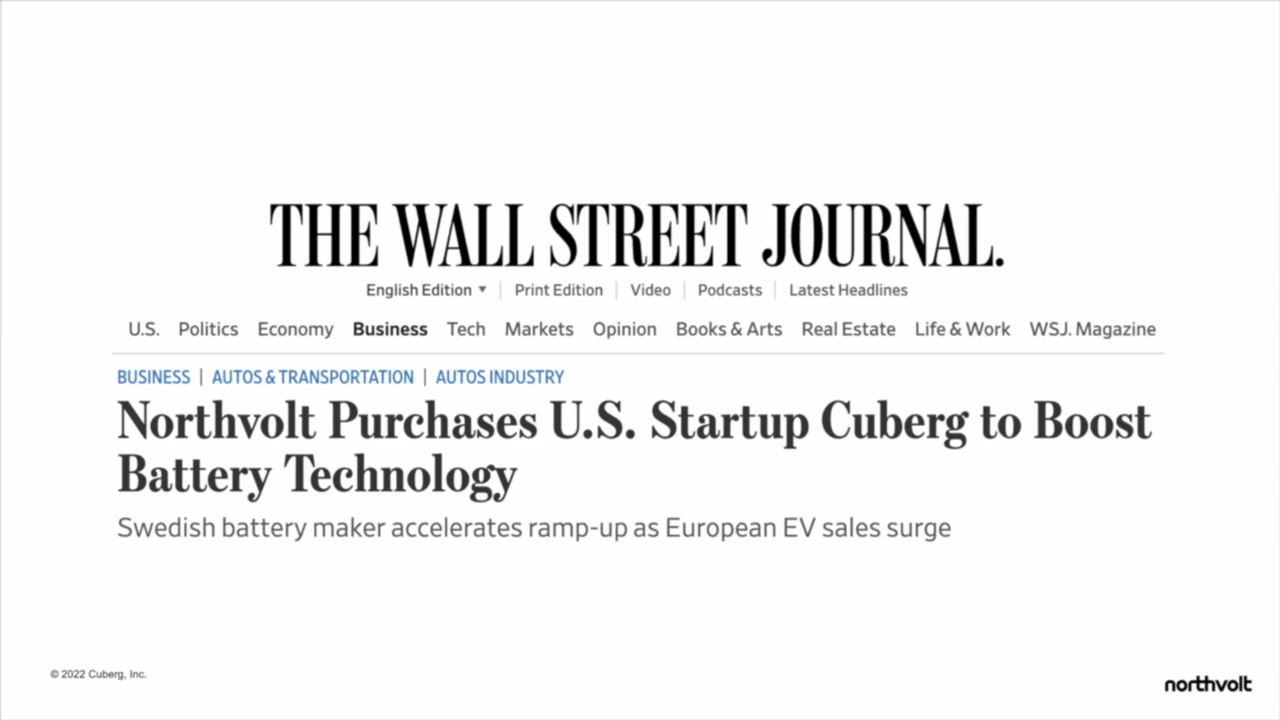 THE WALL STREET JOURNAL.
English Edition ▼ | Print Edition | Video | Podcasts | Latest Headlines
U.S. Politics Economy Business Tech Markets Opinion Books & Arts Real Estate Life & Work WSJ. Magazine
BUSINESS | AUTOS & TRANSPORTATION | AUTOS INDUSTRY
Northvolt Purchases U.S. Startup Cuberg to Boost
Battery Technology
Swedish battery maker accelerates ramp-up as European EV sales surge
© 2022 Cuberg, Inc.
northvolt